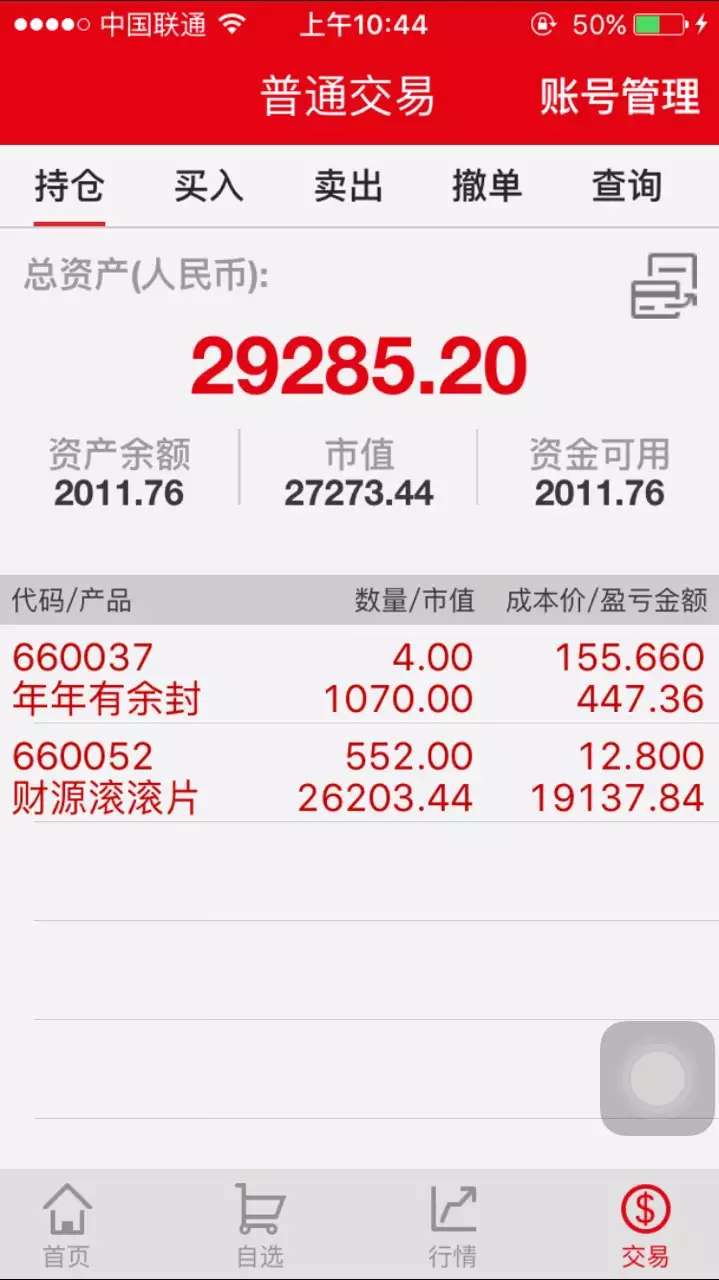 中国联通 上午10:44 50%
普通交易 账号管理
持仓 买入 卖出 撤单 查询
总资产(人民币):
29285.20
资产余额 市值 资金可用
2011.76 27273.44 2011.76
代码/产品 数量/市值 成本价/盈亏金额
660037 4.00 155.660
年年有余封 1070.00 447.36
660052 552.00 12.800
财源滚滚片 26203.44 19137.84
首页 自选 行情 交易